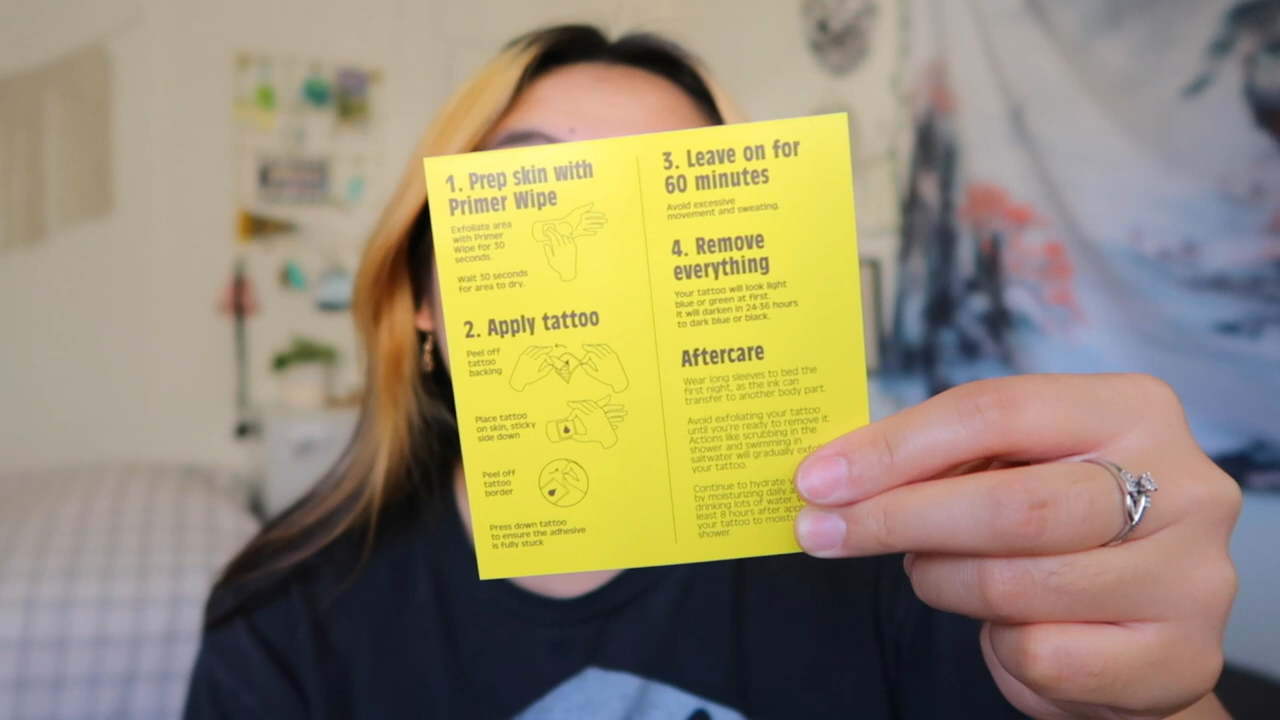 1. Prep skin with
Primer Wipe
Exfoliate area
with Primer
Wipe for 30
seconds.
Wait 30 seconds
for area to dry.
2. Apply tattoo
Peel off
tattoo
backing
Place tattoo
on skin, sticky
side down
Peel off
tattoo
border
Press down tattoo
to ensure the adhesive
is fully stuck
3. Leave on for
60 minutes
Avoid excessive
movement and sweating.
4. Remove
everything
Your tattoo will look light
blue or green at first.
It will darken in 24-36 hours
to dark blue or black.
Aftercare
Wear long sleeves to bed the
first night, as the ink can
transfer to another body part.
Avoid exfoliating your tattoo
until you're ready to remove it.
Actions like scrubbing in the
shower and swimming in
saltwater will gradually
your tattoo.
Continue to hydrate
by moisturizing daily
drinking lots of water.
least 8 hours after
your tattoo to
shower.